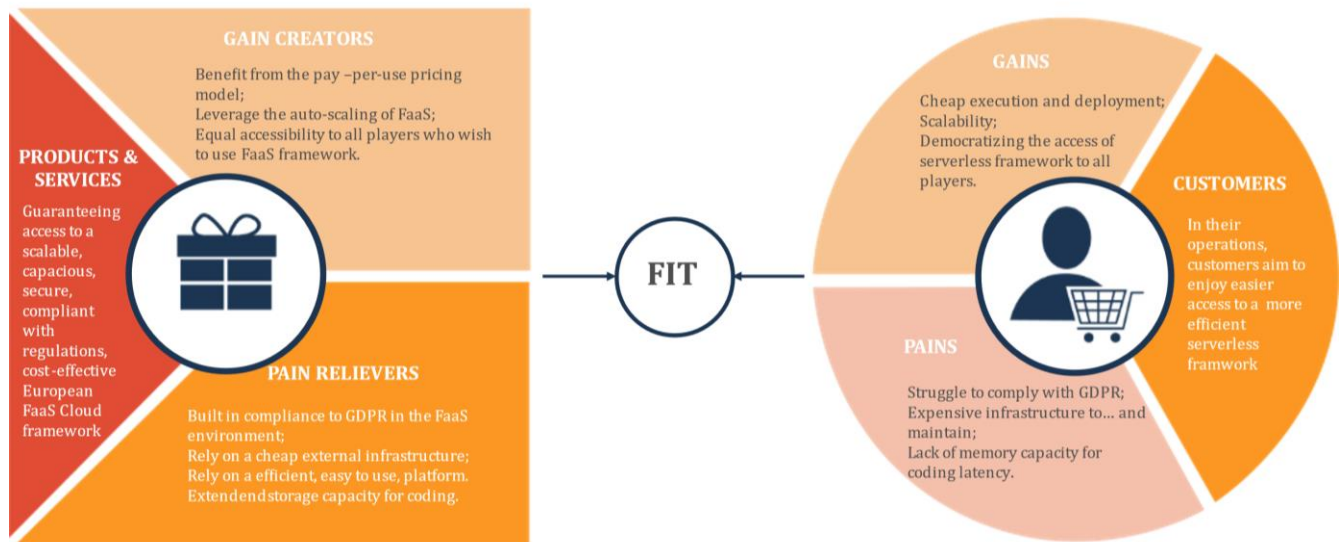 GAIN CREATORS
Benefit from the pay –per-use pricing
model;
Leverage the auto-scaling of FaaS;
Equal accessibility to all players who wish
to use FaaS framework.
PRODUCTS &
SERVICES
Guaranteeing
access to a
scalable,
capacious,
secure,
compliant
with
regulations,
cost-effective
European
FaaS Cloud
framework
PAIN RELIEVERS
Built in compliance to GDPR in the FaaS
environment;
Rely on a cheap external infrastructure;
Rely on a efficient, easy to use, platform.
Extendendstorage capacity for coding.
FIT
GAINS
Cheap execution and deployment;
Scalability;
Democratizing the access of
serverless framework to all
players.
CUSTOMERS
In their
operations,
customers aim to
enjoy easier
access to a more
efficient
serverless
framwork
PAINS
Struggle to comply with GDPR;
Expensive infrastructure to... and
maintain;
Lack of memory capacity for
coding latency.